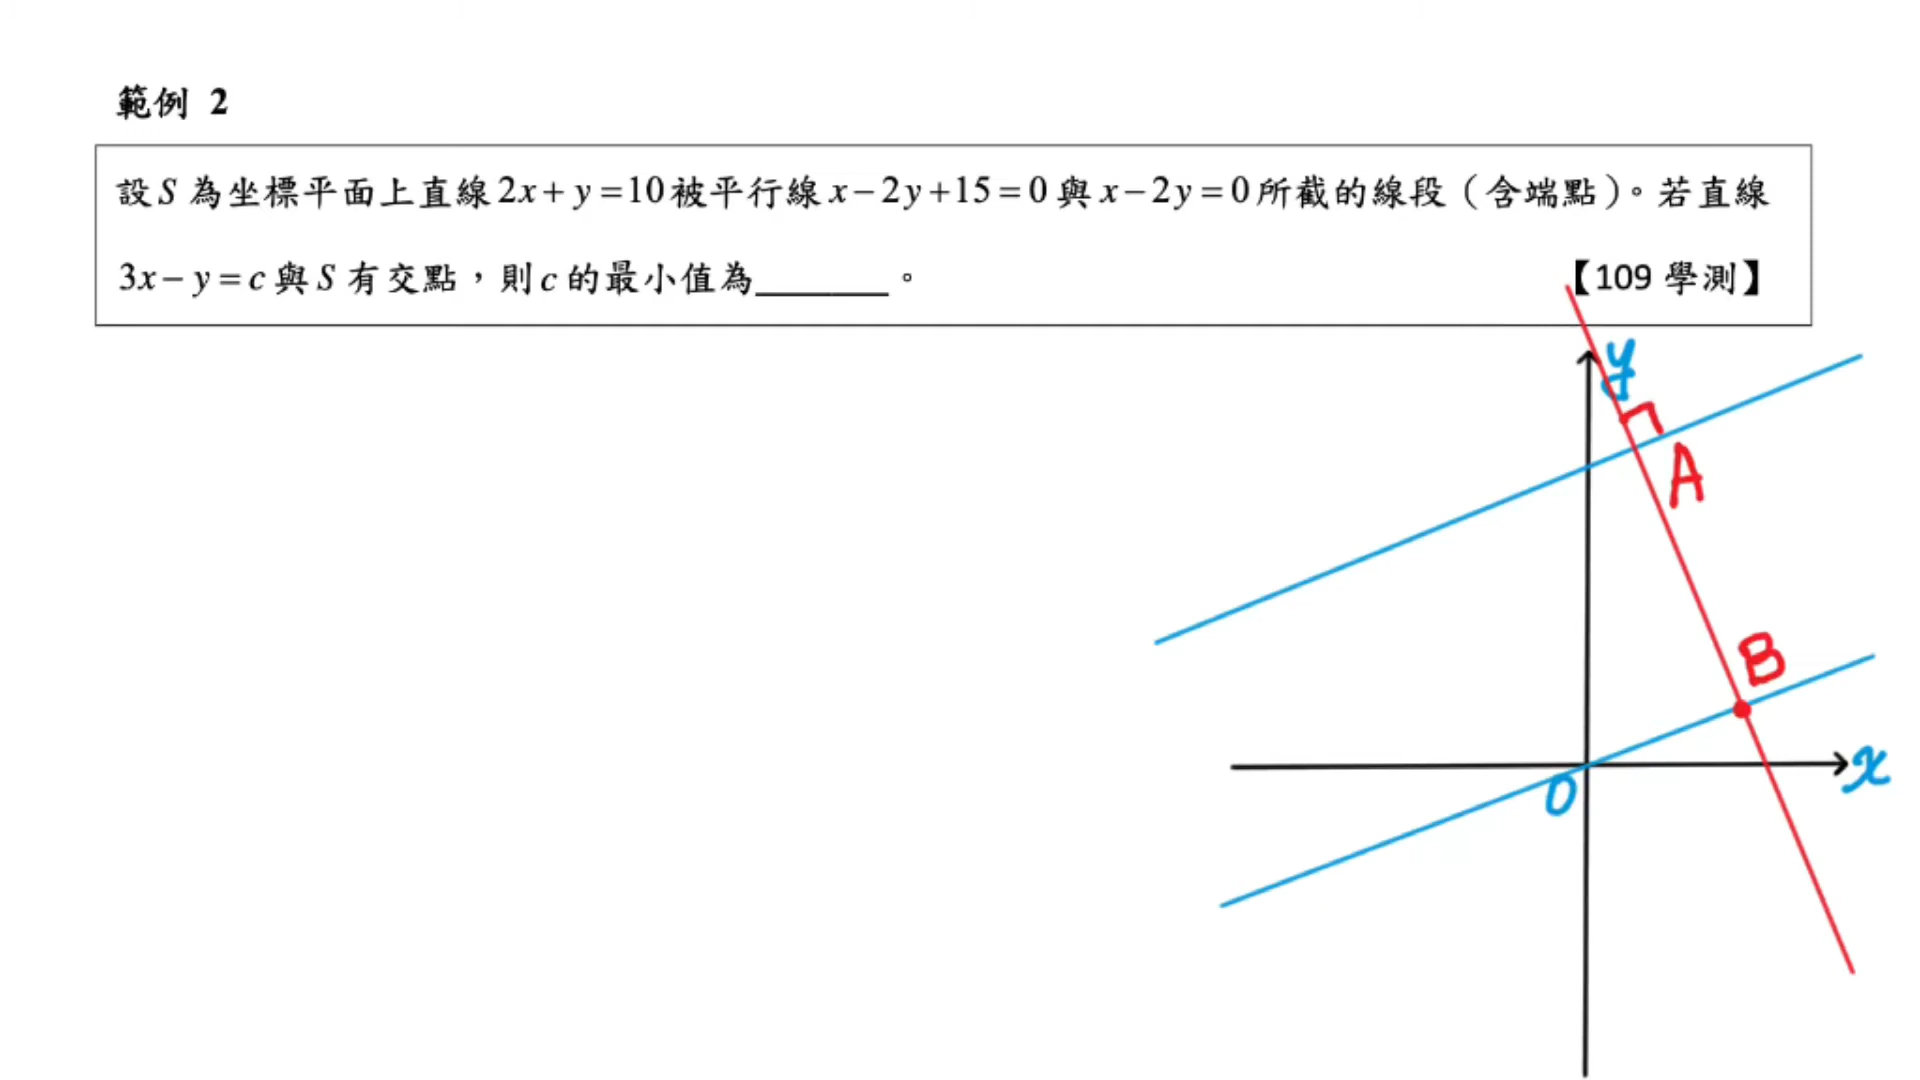 範例 2
設S為坐標平面上直線2x+y=10被平行線x−2y+15=0與x−2y=0所截的線段（含端點）。若直線
3x−y=c與S有交點，則c的最小值為______。 【109學測】
y
A
B
x
O